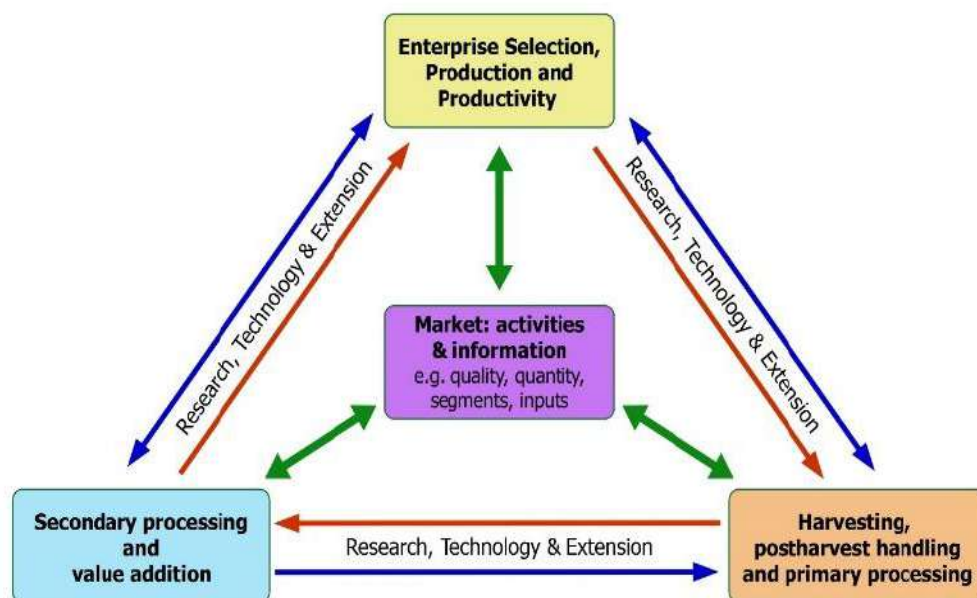 Enterprise Selection,
Production and
Productivity
Research, Technology & Extension
Research, Technology & Extension
Market: activities
& information
e.g. quality, quantity,
segments, inputs
Secondary processing
and
value addition
Research, Technology & Extension
Harvesting,
postharvest handling
and primary processing